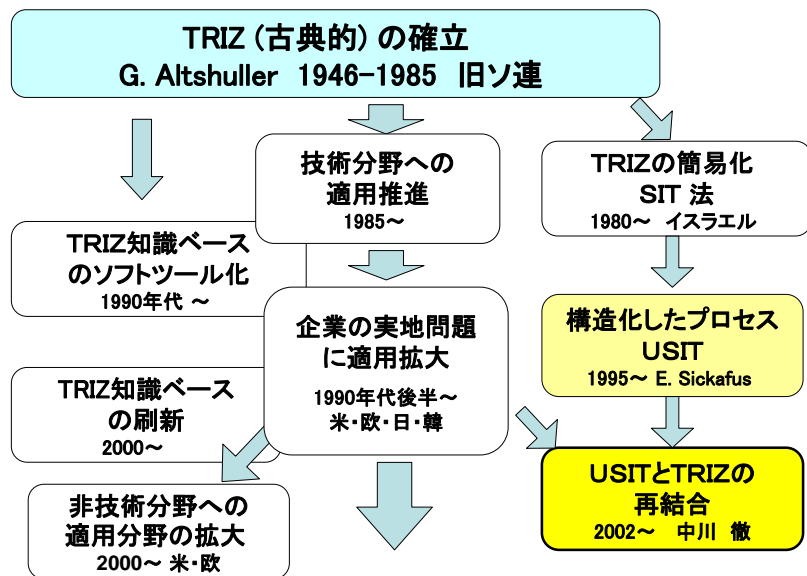 TRIZ (古典的) の確立
G. Altshuller 1946-1985 旧ソ連
技術分野への
適用推進
1985～
TRIZの簡易化
SIT 法
1980～ イスラエル
TRIZ知識ベース
のソフトツール化
1990年代 ～
企業の実地問題
に適用拡大
1990年代後半～
米・欧・日・韓
構造化したプロセス
USIT
1995～ E. Sickafus
TRIZ知識ベース
の刷新
2000～
USITとTRIZの
再結合
2002～ 中川 徹
非技術分野への
適用分野の拡大
2000～ 米・欧